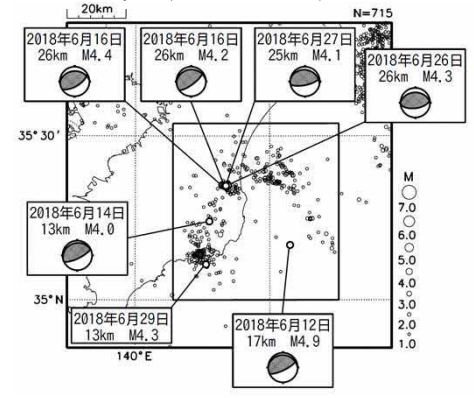 20km
N=715
2018年6月16日
26km M4.4
2018年6月16日
26km M4.2
2018年6月27日
25km M4.1
2018年6月26日
26km M4.3
35°30′
2018年6月14日
13km M4.0
35°N
2018年6月29日
13km M4.3
2018年6月12日
17km M4.9
140°E
M
7.0
6.0
5.0
4.0
3.0
2.0
1.0